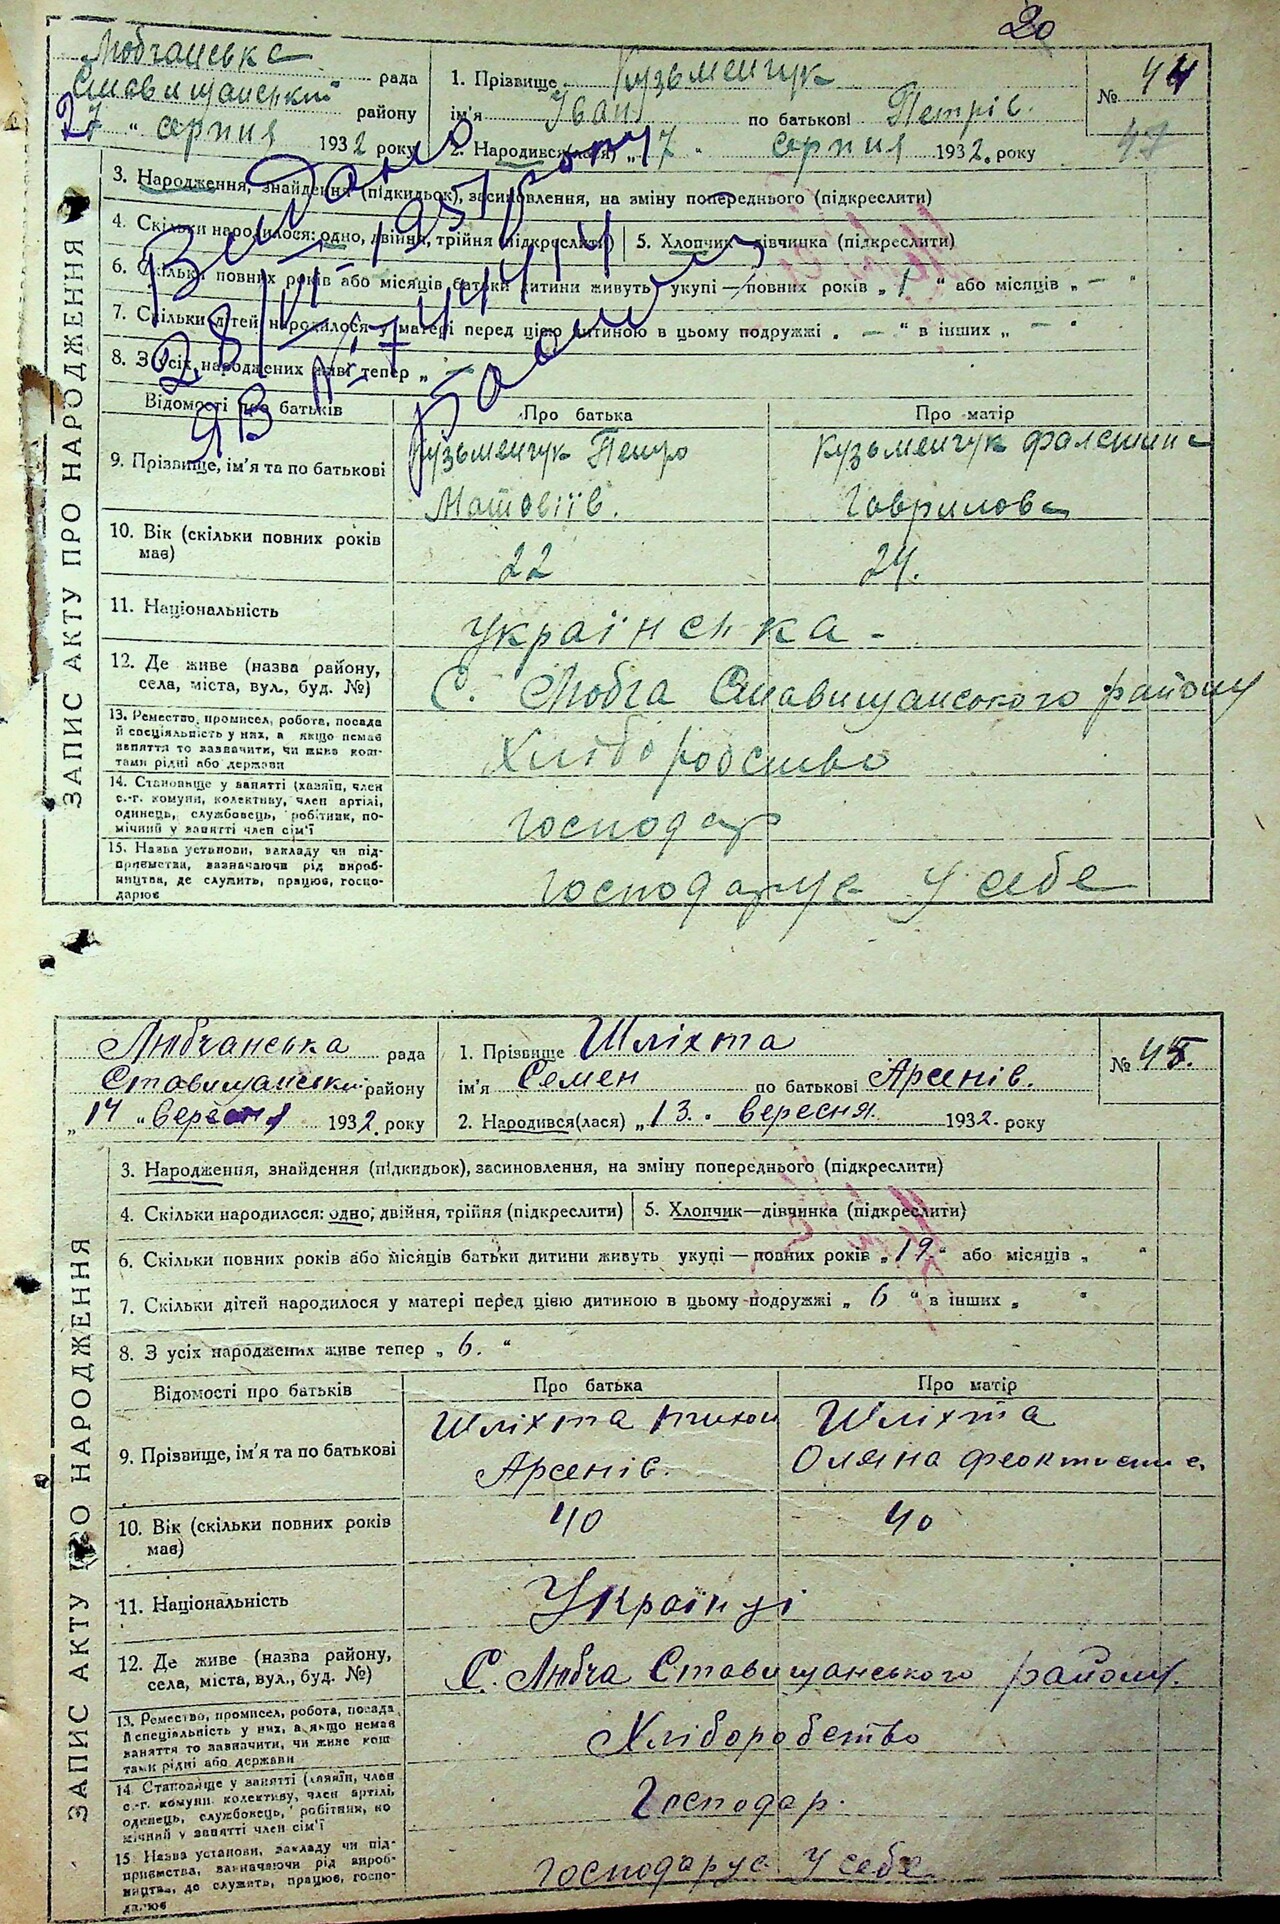 20
Любчанська рада
Ставищанський району
27 „ серпня 1932 року
1. Прізвище Кузьменчук
ім'я Іван по батькові Петрів.
2. Народився(лася) „ 7 " серпня 1932. року
№ 44
47
Видано
28/VI-1951 року
ЯВ №
ЗАПИС АКТУ ПРО НАРОДЖЕННЯ
3. Народження, знайдення (підкидьок), засиновлення, на зміну попереднього (підкреслити)
4. Скільки народилося: одно, двійня, трійня (підкреслити)
5. Хлопчик—дівчинка (підкреслити)
6. Скільки повних років або місяців батьки дитини живуть укупі — повних років „ 1 " або місяців „ — "
7. Скільки дітей народилося у матері перед цією дитиною в цьому подружжі „ — " в інших „ — "
8. З усіх народжених живе тепер „ —
Відомості про батьків
Про батька
Про матір
9. Прізвище, ім'я та по батькові
Кузьменчук Петро
Матвіїв.
Кузьменчук
Гаврилова
10. Вік (скільки повних років має)
22
24.
11. Національність
українська -
12. Де живе (назва району, села, міста, вул., буд. №)
С. Любча Ставищанського району
13. Ремество, промисел, робота, посада й спеціяльність у них, а якщо немає заняття то зазначити, чи живе коштами рідні або держави
Хліборобство
14. Становище у занятті (хазяїн, член с.-г. комуни, колективу, член артілі, одинець, службовець, робітник, помічний у занятті член сім'ї
господар
15. Назва установи, закладу чи підприємства, зазначаючи рід виробництва, де служить, працює, господарює
господарує у себе
Любчанська рада
Ставищанський району
„ 14 " вересня 1932. року
1. Прізвище Шліхта
ім'я Семен по батькові Арсенів.
2. Народився(лася) „ 13. " вересня 1932. року
№ 45.
ЗАПИС АКТУ ПРО НАРОДЖЕННЯ
3. Народження, знайдення (підкидьок), засиновлення, на зміну попереднього (підкреслити)
4. Скільки народилося: одно, двійня, трійня (підкреслити)
5. Хлопчик—дівчинка (підкреслити)
6. Скільки повних років або місяців батьки дитини живуть укупі — повних років „ 19 " або місяців „ "
7. Скільки дітей народилося у матері перед цією дитиною в цьому подружжі „ 6 " в інших „ "
8. З усіх народжених живе тепер „ 6. "
Відомості про батьків
Про батька
Про матір
9. Прізвище, ім'я та по батькові
Шліхта
Арсенів.
Шліхта
Оляна
10. Вік (скільки повних років має)
40
40
11. Національність
Українці
12. Де живе (назва району, села, міста, вул., буд. №)
С. Любча Ставищанського району.
13. Ремество, промисел, робота, посада й спеціяльність у них, а якщо немає заняття то зазначити, чи живе коштами рідні або держави
Хліборобство
14. Становище у занятті (хазяїн, член с.-г. комуни, колективу, член артілі, одинець, службовець, робітник, помічний у занятті член сім'ї
Господар.
15. Назва установи, закладу чи підприємства, зазначаючи рід виробництва, де служить, працює, господарює
господарує у себе.